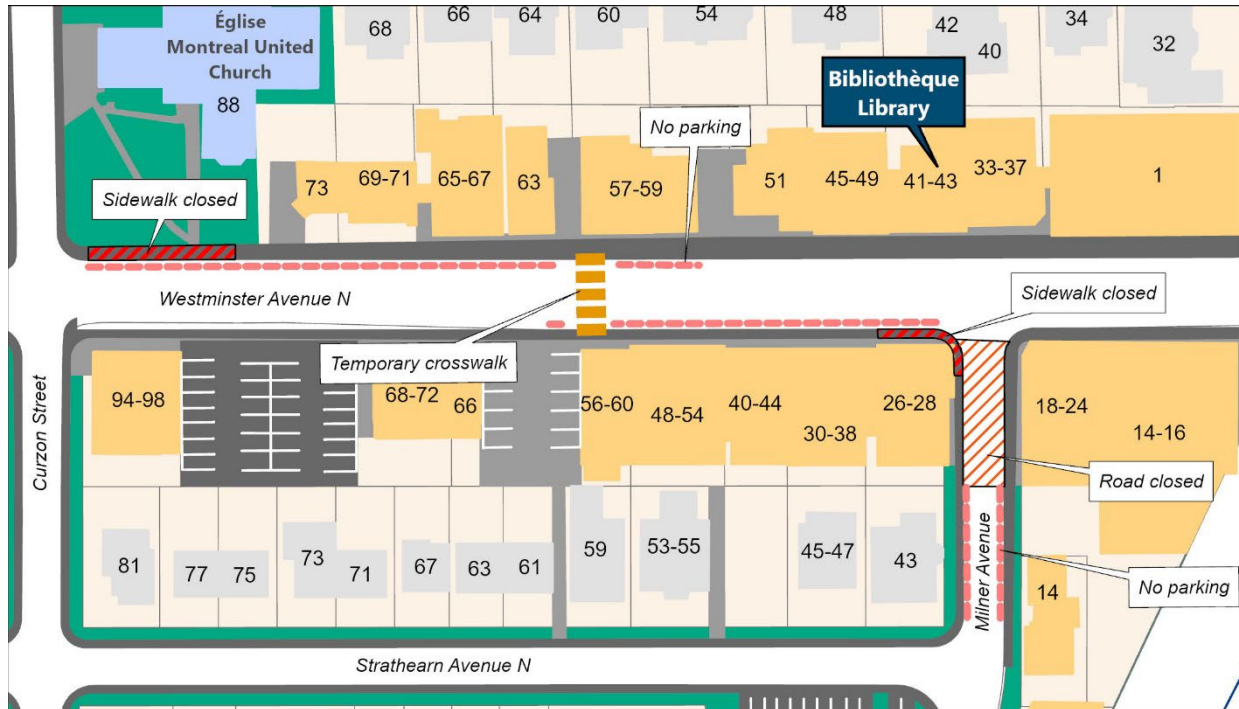 Église
Montreal United
Church
88
68
66
64
60
54
48
42
40
34
32
Bibliothèque
Library
No parking
Sidewalk closed
73
69-71
65-67
63
57-59
51
45-49
41-43
33-37
1
Westminster Avenue N
Sidewalk closed
Temporary crosswalk
Curzon Street
94-98
68-72
66
56-60
48-54
40-44
30-38
26-28
18-24
14-16
Road closed
81
77
75
73
71
67
63
61
59
53-55
45-47
43
Milner Avenue
14
No parking
Strathearn Avenue N